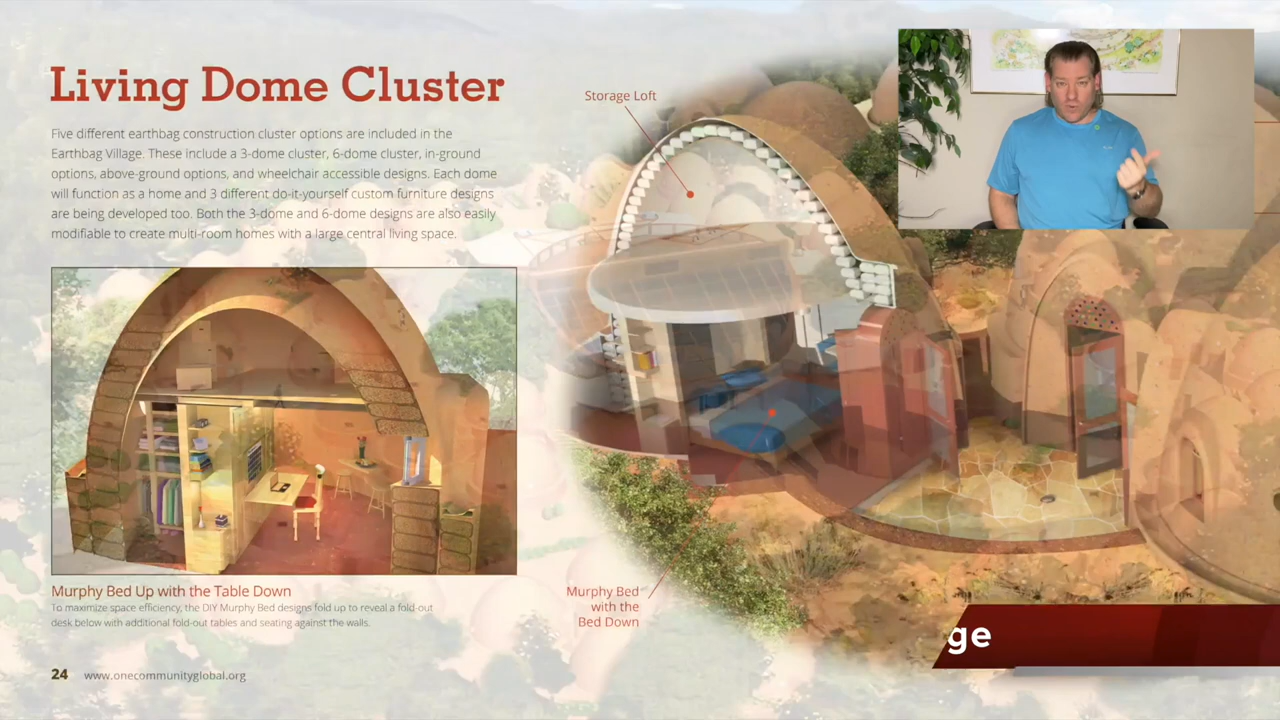 Living Dome Cluster
Five different earthbag construction cluster options are included in the
Earthbag Village. These include a 3-dome cluster, 6-dome cluster, in-ground
options, above-ground options, and wheelchair accessible designs. Each dome
will function as a home and 3 different do-it-yourself custom furniture designs
are being developed too. Both the 3-dome and 6-dome designs are also easily
modifiable to create multi-room homes with a large central living space.
Storage Loft
Murphy Bed Up with the Table Down
To maximize space efficiency, the DIY Murphy Bed designs fold up to reveal a fold-out
desk below with additional fold-out tables and seating against the walls.
Murphy Bed
with the
Bed Down
ge
24 www.onecommunityglobal.org